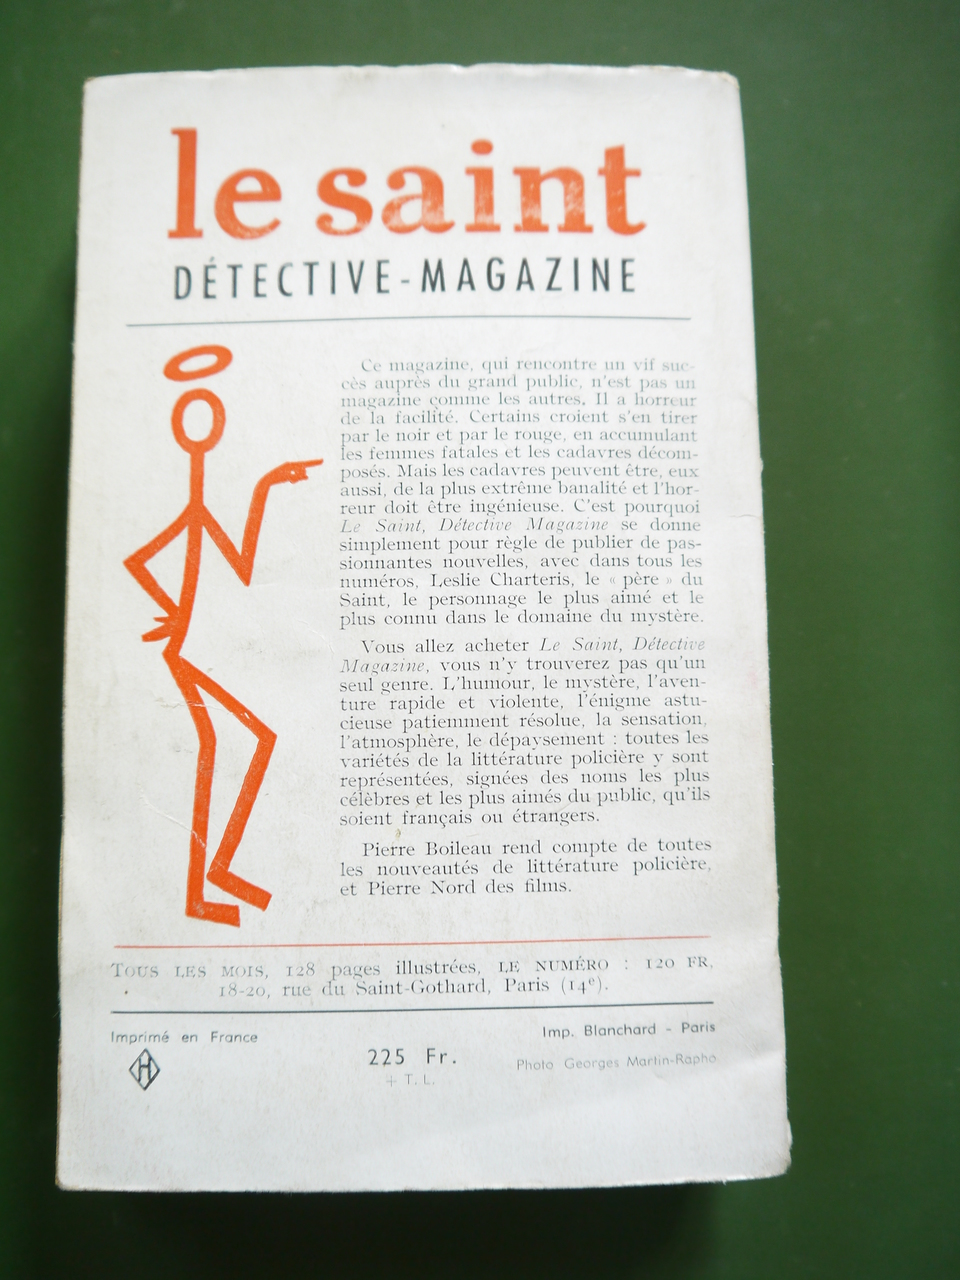 le saint
DÉTECTIVE-MAGAZINE
Ce magazine, qui rencontre un vif suc-
cès auprès du grand public, n'est pas un
magazine comme les autres. Il a horreur
de la facilité. Certains croient s'en tirer
par le noir et par le rouge, en accumulant
les femmes fatales et les cadavres décom-
posés. Mais les cadavres peuvent être, eux
aussi, de la plus extrême banalité et l'hor-
reur doit être ingénieuse. C'est pourquoi
Le Saint, Détective Magazine se donne
simplement pour règle de publier de pas-
sionnantes nouvelles, avec dans tous les
numéros, Leslie Charteris, le « père » du
Saint, le personnage le plus aimé et le
plus connu dans le domaine du mystère.
Vous allez acheter Le Saint, Détective
Magazine, vous n'y trouverez pas qu'un
seul genre. L'humour, le mystère, l'aven-
ture rapide et violente, l'énigme astu-
cieuse patiemment résolue, la sensation,
l'atmosphère, le dépaysement : toutes les
variétés de la littérature policière y sont
représentées, signées des noms les plus
célèbres et les plus aimés du public, qu'ils
soient français ou étrangers.
Pierre Boileau rend compte de toutes
les nouveautés de littérature policière,
et Pierre Nord des films.
TOUS LES MOIS, 128 pages illustrées, LE NUMÉRO : 120 FR.
18-20, rue du Saint-Gothard, Paris (14e).
Imprimé en France
Imp. Blanchard - Paris
H
225 Fr.
+ T. L.
Photo Georges Martin-Rapho